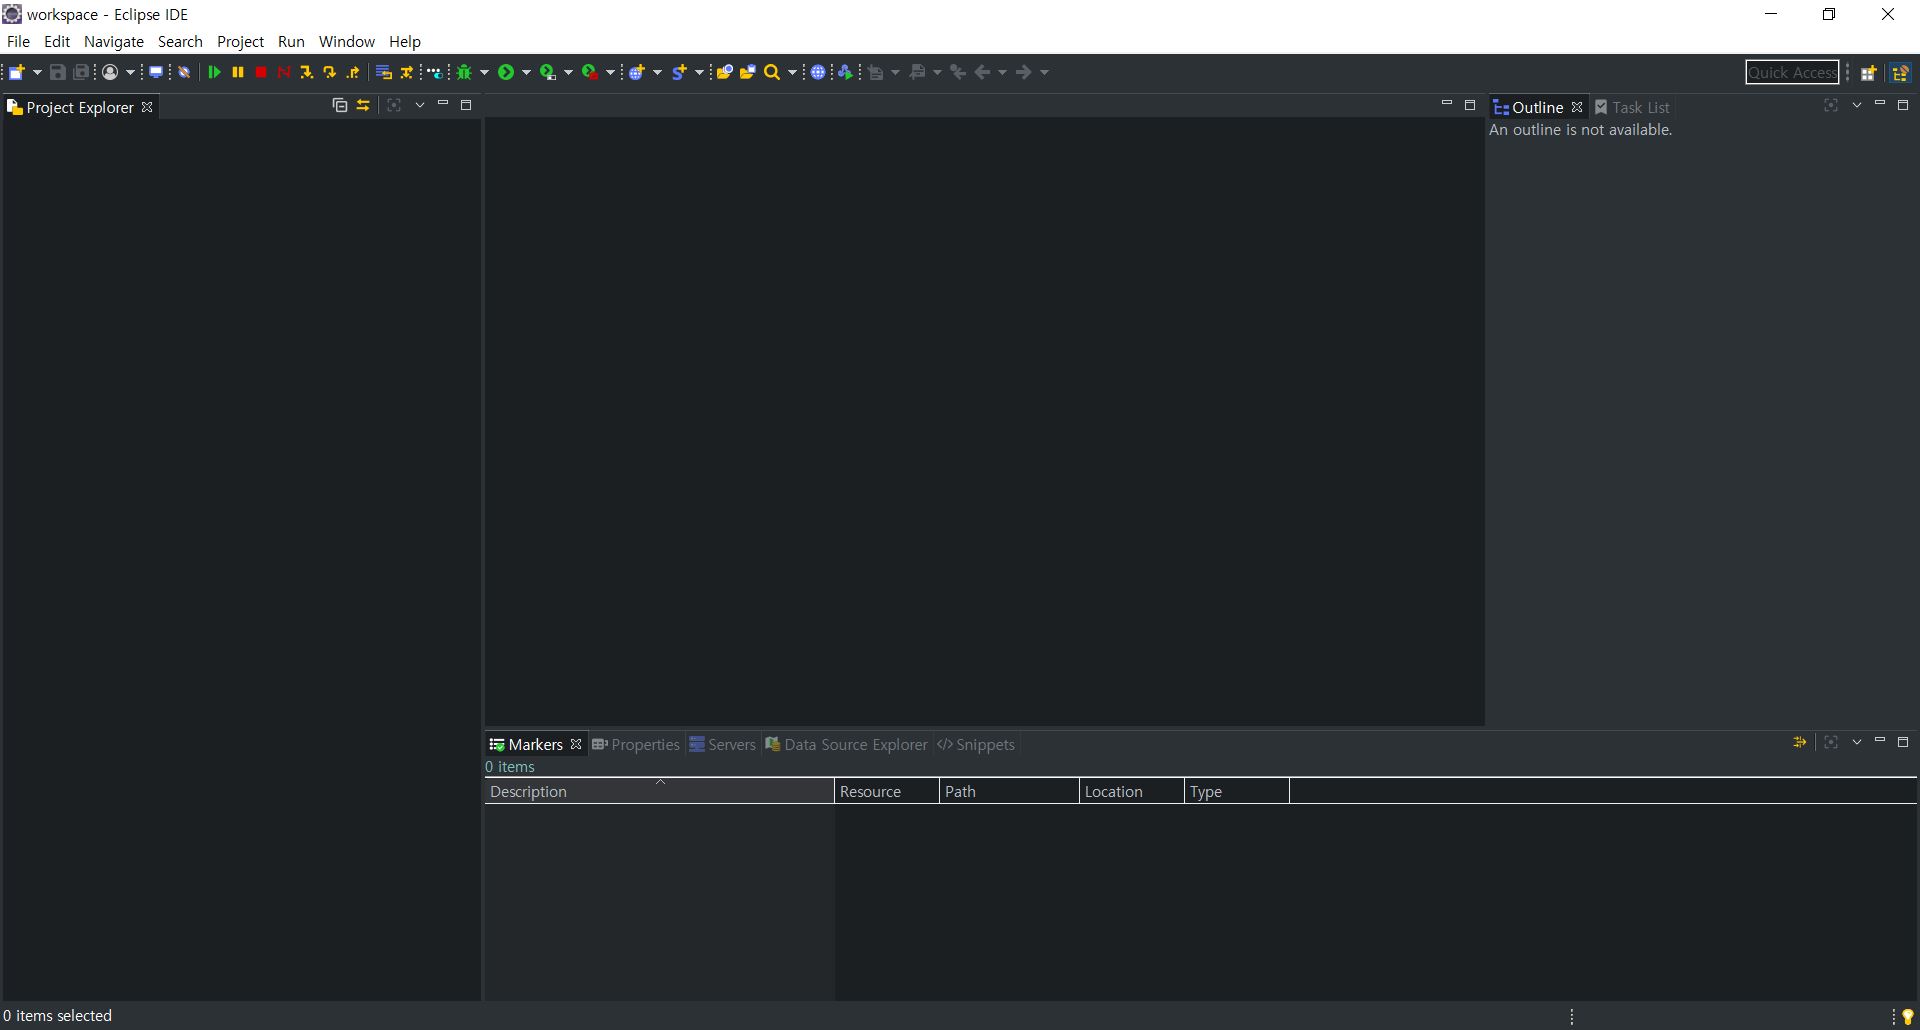 workspace - Eclipse IDE
File Edit Navigate Search Project Run Window Help
Quick Access
Project Explorer
Outline Task List
An outline is not available.
Markers Properties Servers Data Source Explorer Snippets
0 items
Description Resource Path Location Type
0 items selected